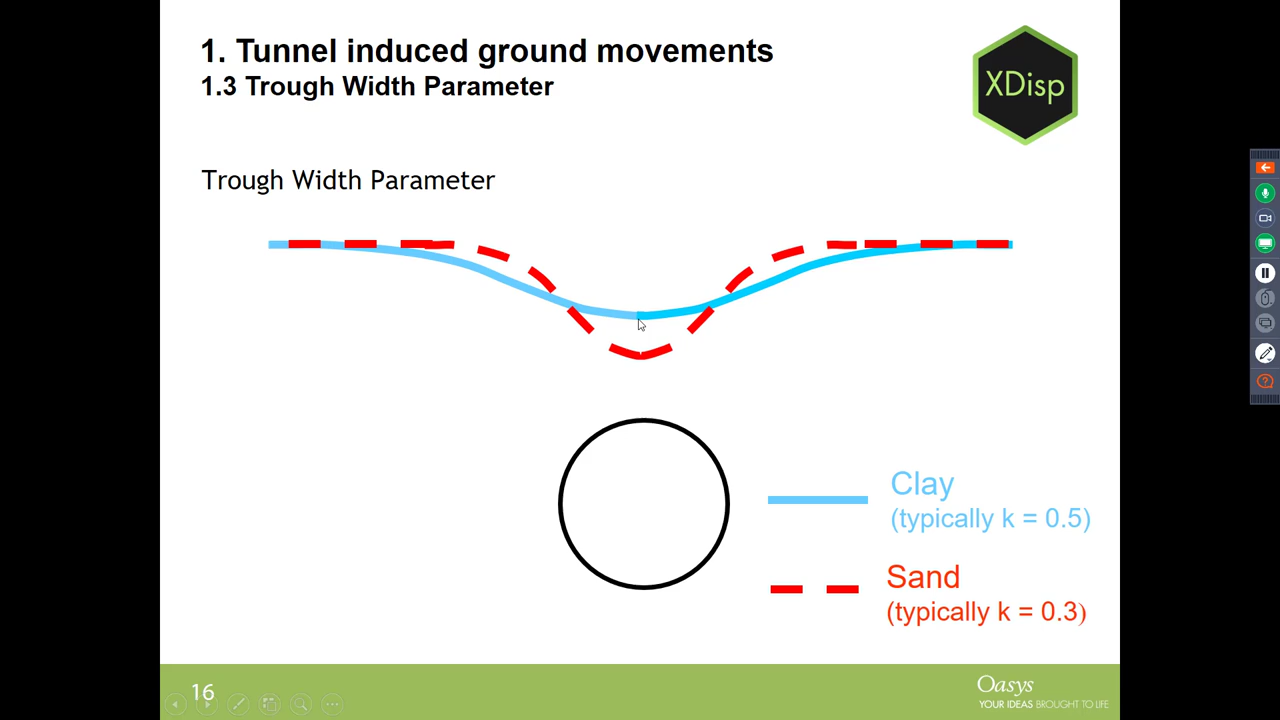 1. Tunnel induced ground movements
1.3 Trough Width Parameter
XDisp
Trough Width Parameter
Clay
(typically k = 0.5)
Sand
(typically k = 0.3)
16
Oasys
YOUR IDEAS BROUGHT TO LIFE